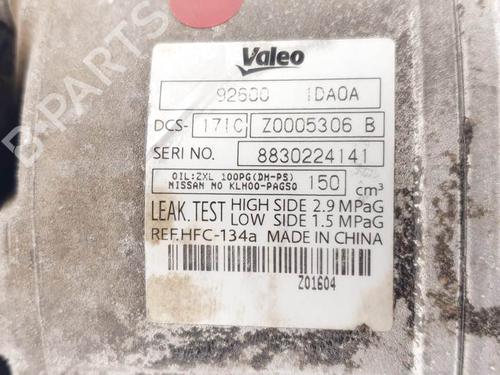 B-PARTS
Valeo
92600 1DA0A
DCS- 171C Z0005306 B
SERI NO. 8830224141
OIL:ZXL 100PG(DH-PS)
NISSAN NO KLH00-PAGS0 150 cm³
LEAK.TEST HIGH SIDE 2.9 MPaG
LOW SIDE 1.5 MPaG
REF.HFC-134a MADE IN CHINA
Z01604